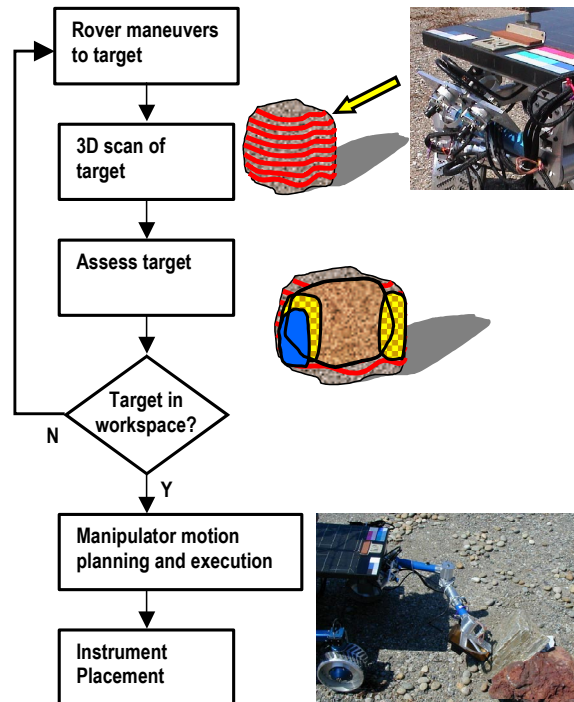 Rover maneuvers
to target
3D scan of
target
Assess target
Target in
workspace?
N
Y
Manipulator motion
planning and execution
Instrument
Placement